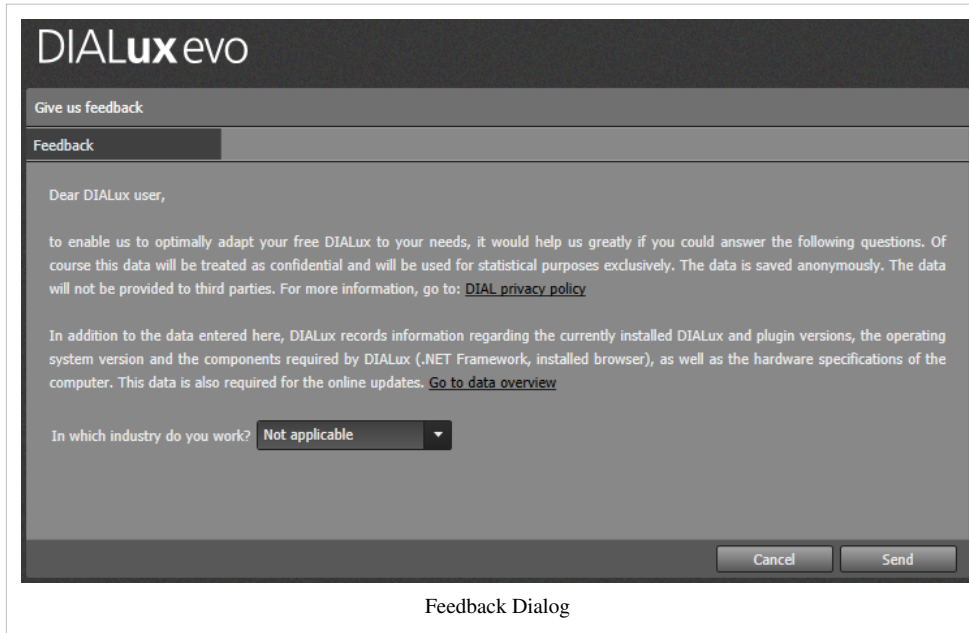 DIALux evo
Give us feedback
Feedback
Dear DIALux user,
to enable us to optimally adapt your free DIALux to your needs, it would help us greatly if you could answer the following questions. Of
course this data will be treated as confidential and will be used for statistical purposes exclusively. The data is saved anonymously. The data
will not be provided to third parties. For more information, go to: DIAL privacy policy
In addition to the data entered here, DIALux records information regarding the currently installed DIALux and plugin versions, the operating
system version and the components required by DIALux (.NET Framework, installed browser), as well as the hardware specifications of the
computer. This data is also required for the online updates. Go to data overview
In which industry do you work? Not applicable
Cancel Send
Feedback Dialog